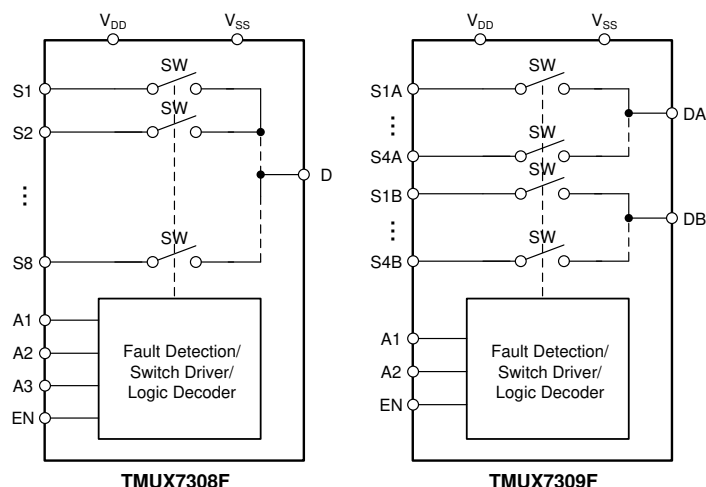 VDD
VSS
SW
S1
SW
S2
⋮
D
SW
S8
A1
A2
A3
EN
Fault Detection/
Switch Driver/
Logic Decoder
TMUX7308F
VDD
VSS
SW
S1A
DA
⋮
SW
S4A
SW
S1B
DB
⋮
SW
S4B
A1
A2
EN
Fault Detection/
Switch Driver/
Logic Decoder
TMUX7309F